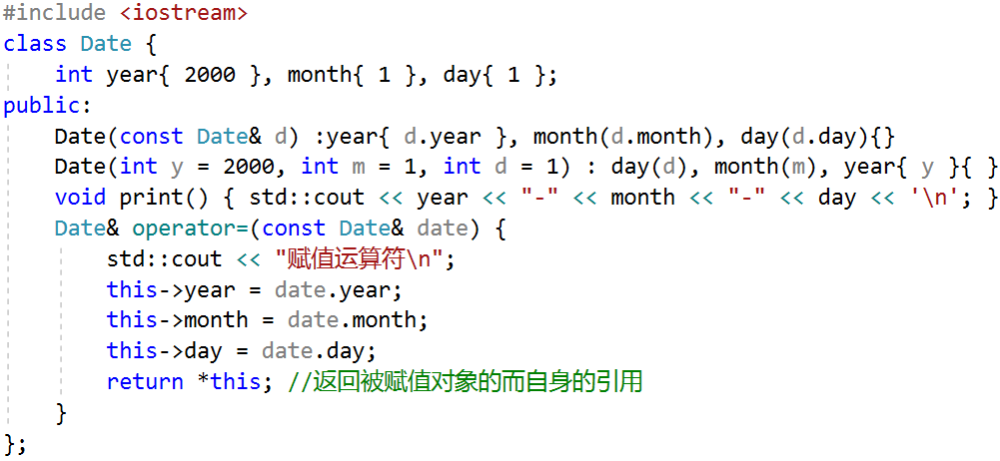 #include <iostream>
class Date {
    int year{ 2000 }, month{ 1 }, day{ 1 };
public:
    Date(const Date& d) :year{ d.year }, month(d.month), day(d.day){}
    Date(int y = 2000, int m = 1, int d = 1) : day(d), month(m), year{ y }{ }
    void print() { std::cout << year << "-" << month << "-" << day << '\n'; }
    Date& operator=(const Date& date) {
        std::cout << "赋值运算符\n";
        this->year = date.year;
        this->month = date.month;
        this->day = date.day;
        return *this; //返回被赋值对象的而自身的引用
    }
};